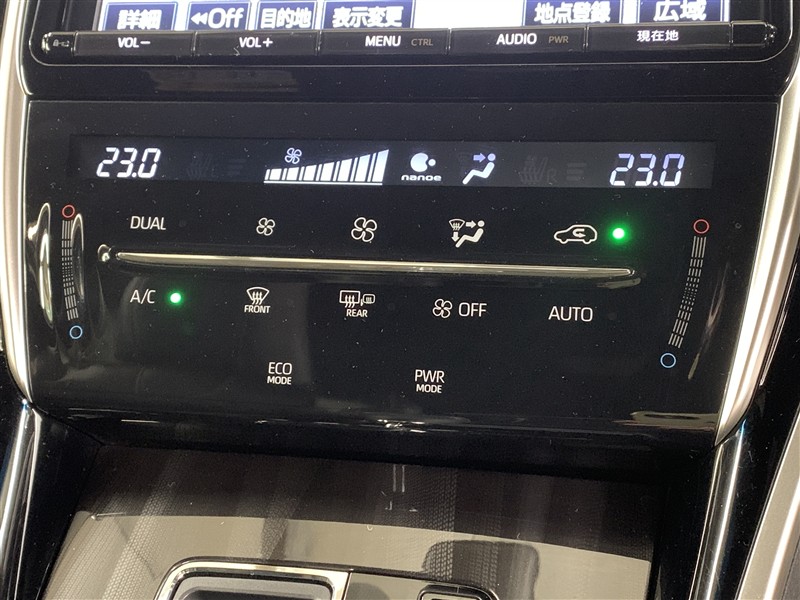 詳細 ◀◀Off 目的地 表示変更 地点登録 広域
VOL− VOL+ MENU CTRL AUDIO PWR 現在地
23.0 L nanoe R 23.0
DUAL
A/C FRONT REAR OFF AUTO
ECO MODE PWR MODE